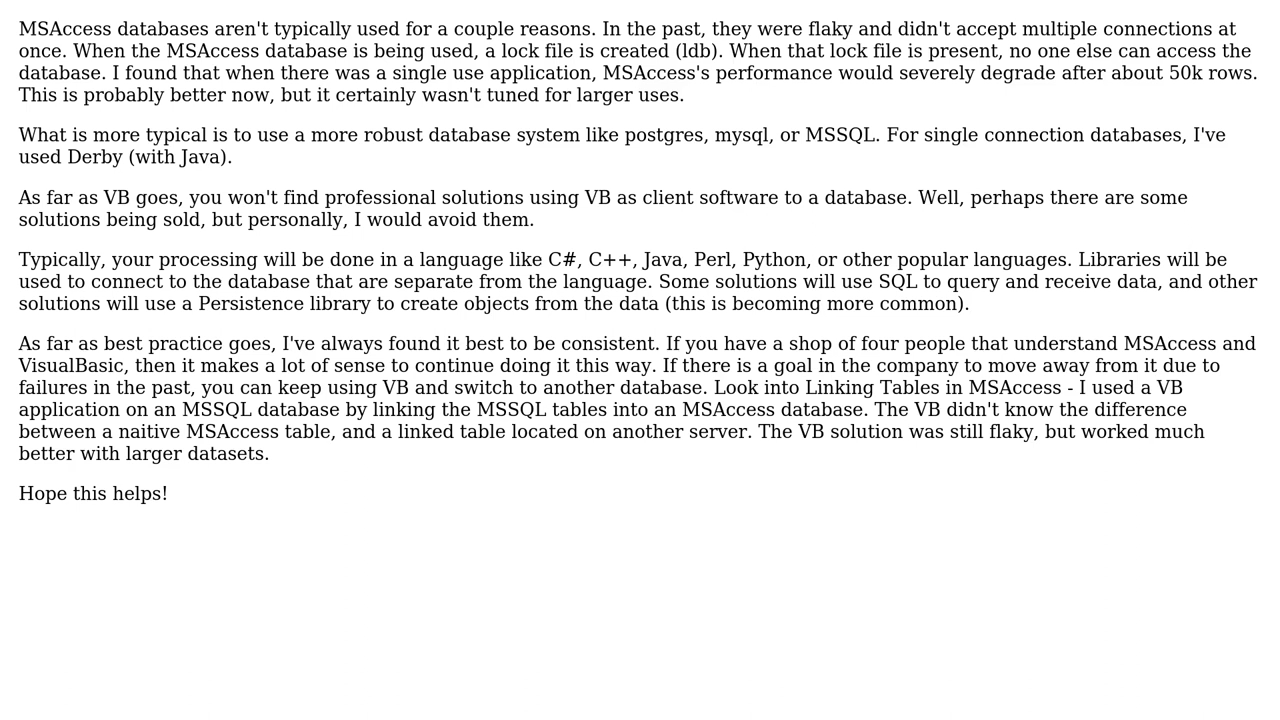 MSAccess databases aren't typically used for a couple reasons. In the past, they were flaky and didn't accept multiple connections at
once. When the MSAccess database is being used, a lock file is created (ldb). When that lock file is present, no one else can access the
database. I found that when there was a single use application, MSAccess's performance would severely degrade after about 50k rows.
This is probably better now, but it certainly wasn't tuned for larger uses.
What is more typical is to use a more robust database system like postgres, mysql, or MSSQL. For single connection databases, I've
used Derby (with Java).
As far as VB goes, you won't find professional solutions using VB as client software to a database. Well, perhaps there are some
solutions being sold, but personally, I would avoid them.
Typically, your processing will be done in a language like C#, C++, Java, Perl, Python, or other popular languages. Libraries will be
used to connect to the database that are separate from the language. Some solutions will use SQL to query and receive data, and other
solutions will use a Persistence library to create objects from the data (this is becoming more common).
As far as best practice goes, I've always found it best to be consistent. If you have a shop of four people that understand MSAccess and
VisualBasic, then it makes a lot of sense to continue doing it this way. If there is a goal in the company to move away from it due to
failures in the past, you can keep using VB and switch to another database. Look into Linking Tables in MSAccess - I used a VB
application on an MSSQL database by linking the MSSQL tables into an MSAccess database. The VB didn't know the difference
between a naitive MSAccess table, and a linked table located on another server. The VB solution was still flaky, but worked much
better with larger datasets.
Hope this helps!